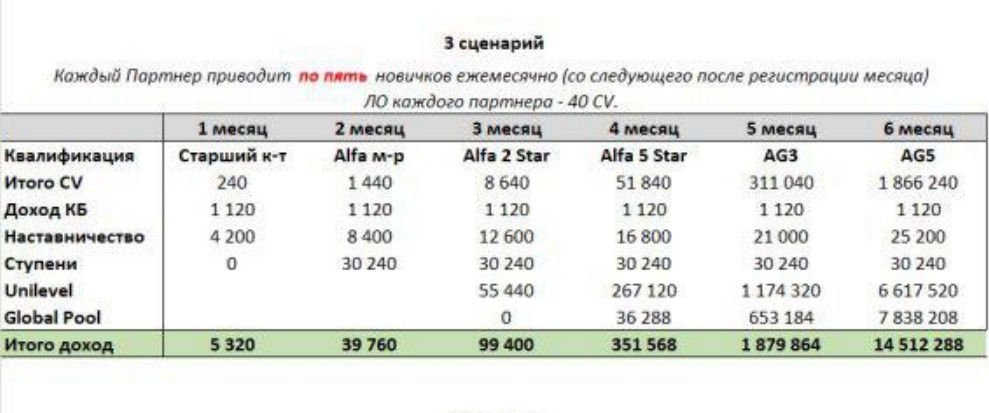 3 сценарий
Каждый Партнер приводит по пять новичков ежемесячно (со следующего после регистрации месяца)
ЛО каждого партнера - 40 CV.
1 месяц 2 месяц 3 месяц 4 месяц 5 месяц 6 месяц
Квалификация Старший к-т Alfa м-р Alfa 2 Star Alfa 5 Star AG3 AG5
Итого CV 240 1 440 8 640 51 840 311 040 1 866 240
Доход КБ 1 120 1 120 1 120 1 120 1 120 1 120
Наставничество 4 200 8 400 12 600 16 800 21 000 25 200
Ступени 0 30 240 30 240 30 240 30 240 30 240
Unilevel 55 440 267 120 1 174 320 6 617 520
Global Pool 0 36 288 653 184 7 838 208
Итого доход 5 320 39 760 99 400 351 568 1 879 864 14 512 288